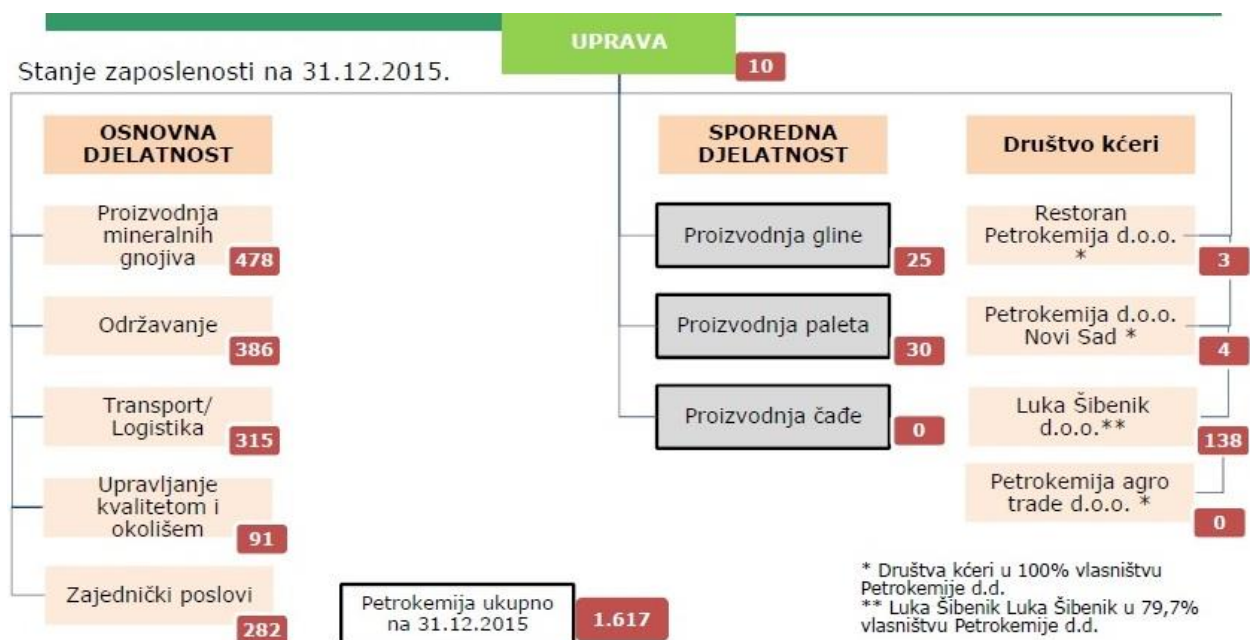 UPRAVA
10
Stanje zaposlenosti na 31.12.2015.
OSNOVNA
DJELATNOST
Proizvodnja
mineralnih
gnojiva
478
Održavanje
386
Transport/
Logistika
315
Upravljanje
kvalitetom i
okolišem
91
Zajednički poslovi
282
SPOREDNA
DJELATNOST
Proizvodnja gline
25
Proizvodnja paleta
30
Proizvodnja čađe
0
Društvo kćeri
Restoran
Petrokemija d.o.o.
*
3
Petrokemija d.o.o.
Novi Sad *
4
Luka Šibenik
d.o.o.**
138
Petrokemija agro
trade d.o.o. *
0
Petrokemija ukupno
na 31.12.2015
1.617
* Društva kćeri u 100% vlasništvu
Petrokemije d.d.
** Luka Šibenik Luka Šibenik u 79,7%
vlasništvu Petrokemije d.d.